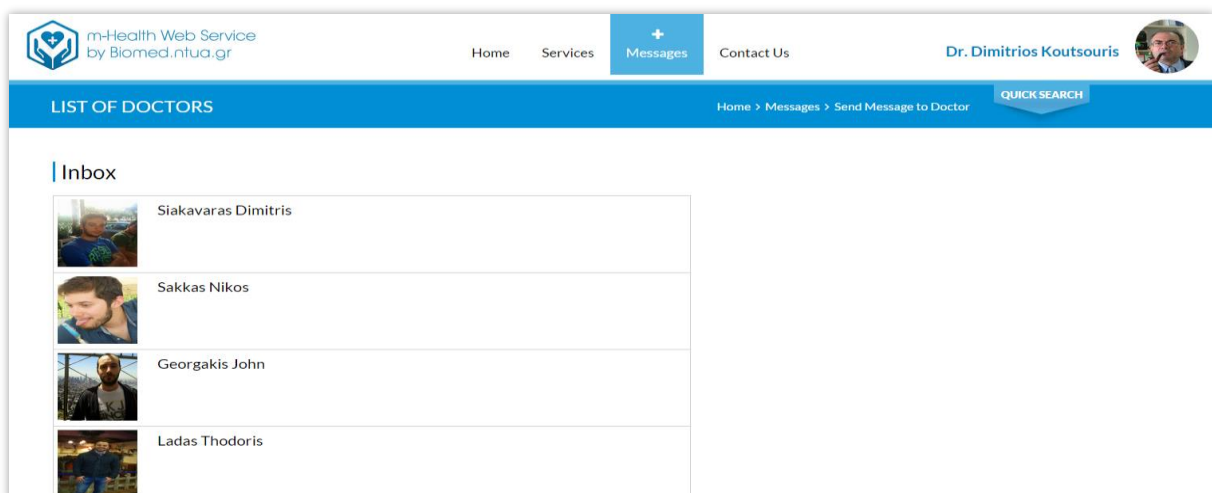 m-Health Web Service
by Biomed.ntua.gr
Home Services Messages Contact Us
Dr. Dimitrios Koutsouris
LIST OF DOCTORS
Home > Messages > Send Message to Doctor
QUICK SEARCH
Inbox
Siakavaras Dimitris
Sakkas Nikos
Georgakis John
Ladas Thodoris